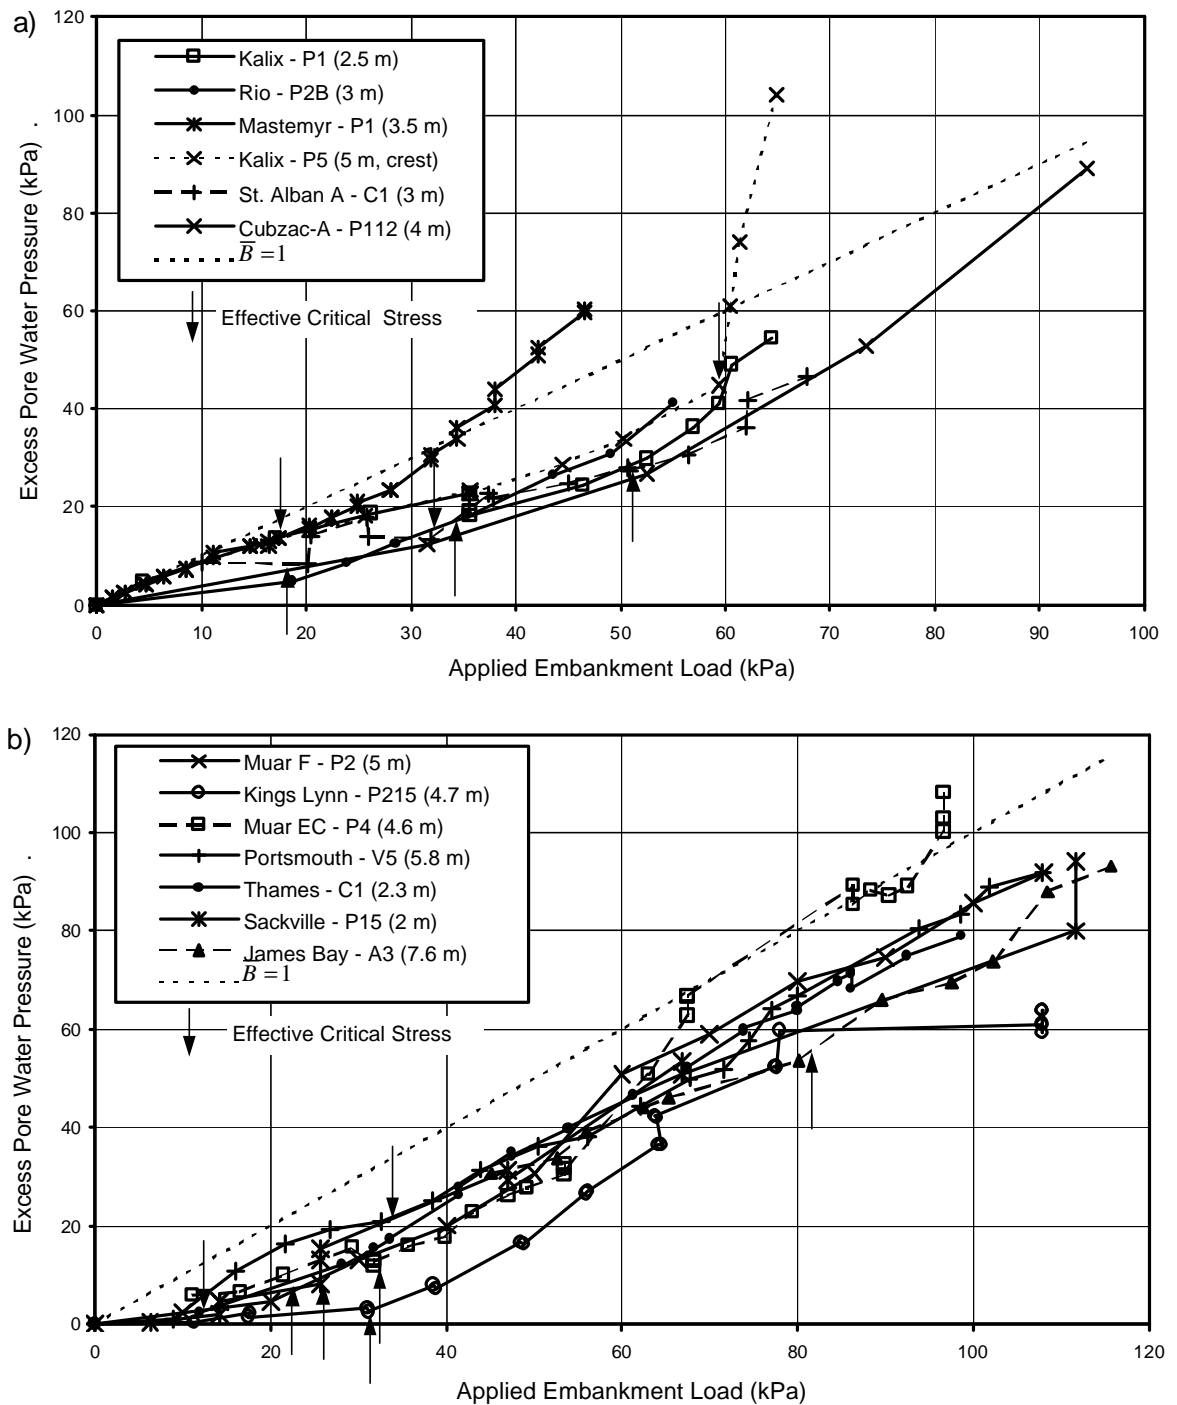 a)
Excess Pore Water Pressure (kPa) .
120
100
80
60
40
20
0
Kalix - P1 (2.5 m)
Rio - P2B (3 m)
Mastemyr - P1 (3.5 m)
Kalix - P5 (5 m, crest)
St. Alban A - C1 (3 m)
Cubzac-A - P112 (4 m)
B̅ =1
Effective Critical Stress
0 10 20 30 40 50 60 70 80 90 100
Applied Embankment Load (kPa)
b)
Excess Pore Water Pressure (kPa) .
120
100
80
60
40
20
0
Muar F - P2 (5 m)
Kings Lynn - P215 (4.7 m)
Muar EC - P4 (4.6 m)
Portsmouth - V5 (5.8 m)
Thames - C1 (2.3 m)
Sackville - P15 (2 m)
James Bay - A3 (7.6 m)
B̅ =1
Effective Critical Stress
0 20 40 60 80 100 120
Applied Embankment Load (kPa)